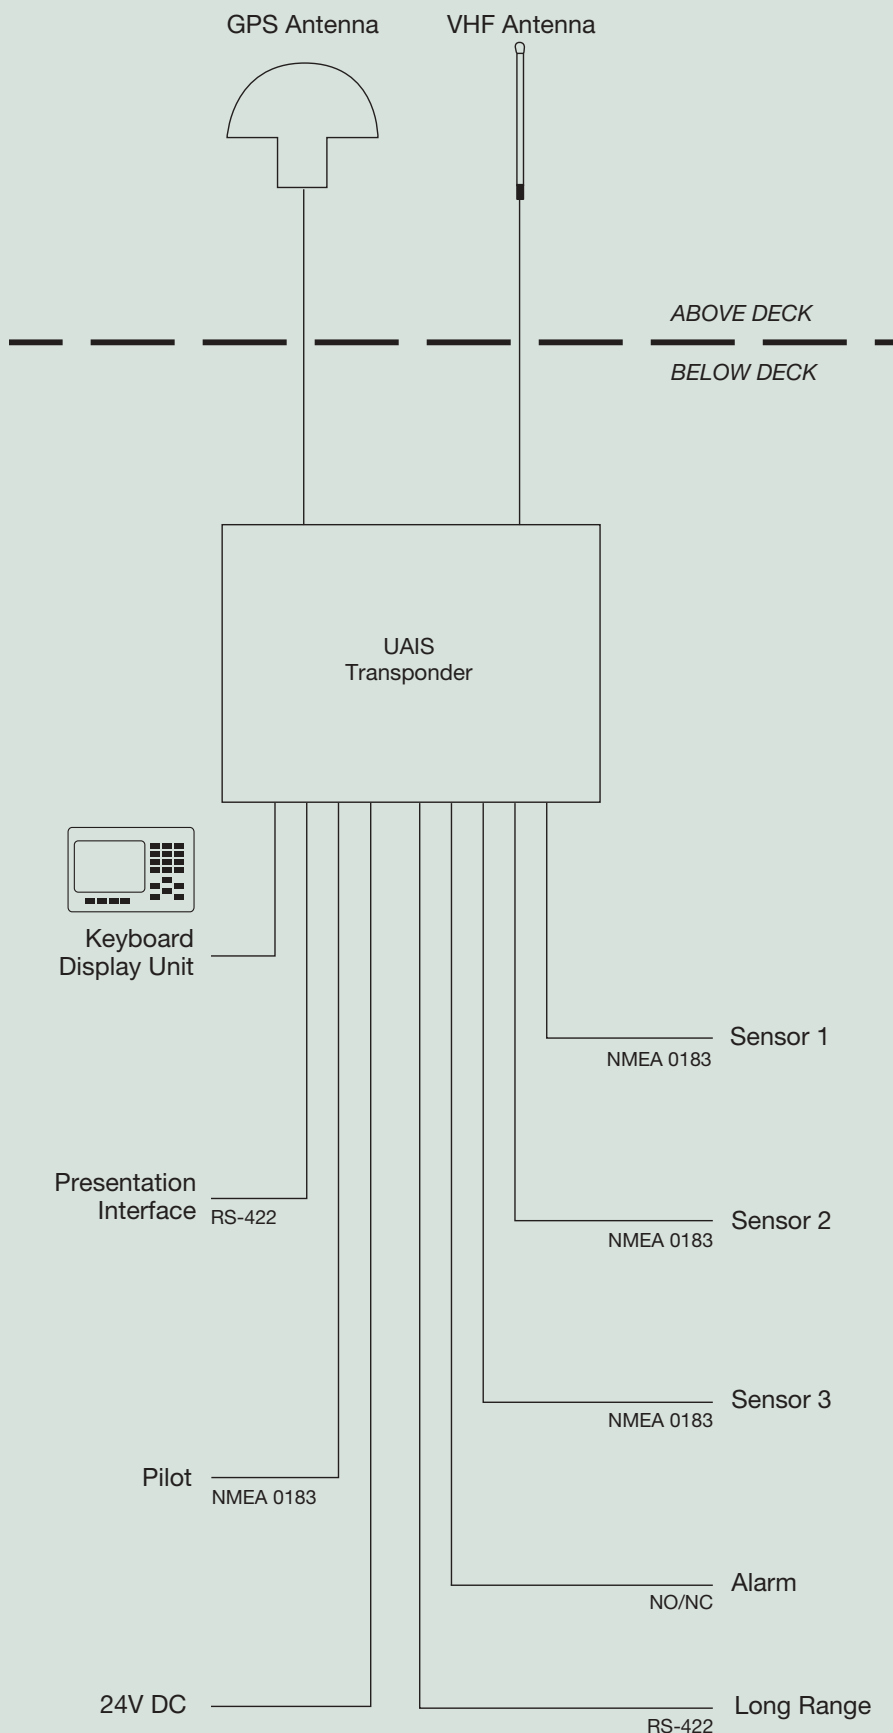 GPS Antenna
VHF Antenna
ABOVE DECK
BELOW DECK
UAIS
Transponder
Keyboard
Display Unit
Sensor 1
NMEA 0183
Presentation
Interface
RS-422
Sensor 2
NMEA 0183
Sensor 3
NMEA 0183
Pilot
NMEA 0183
Alarm
NO/NC
24V DC
Long Range
RS-422